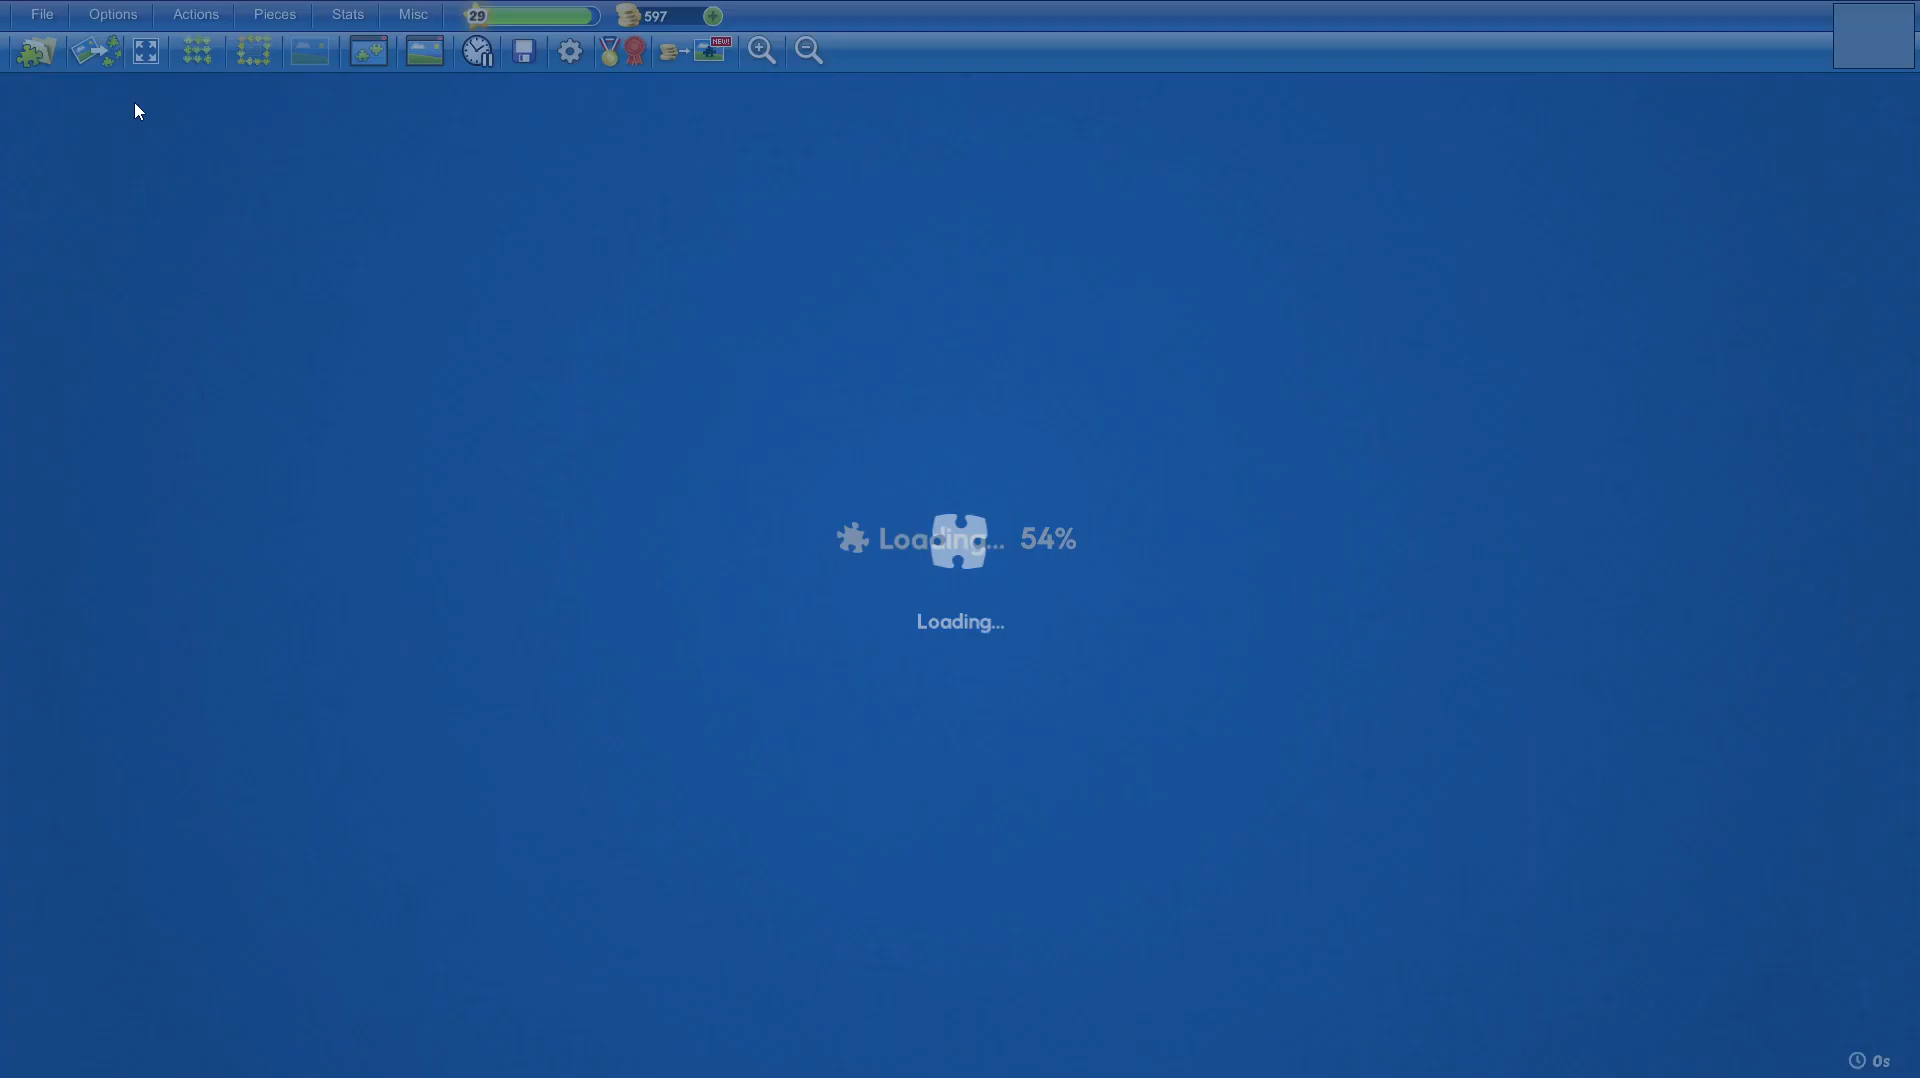 File Options Actions Pieces Stats Misc 29 597
NEW!
Loading... 54%
Loading...
0s